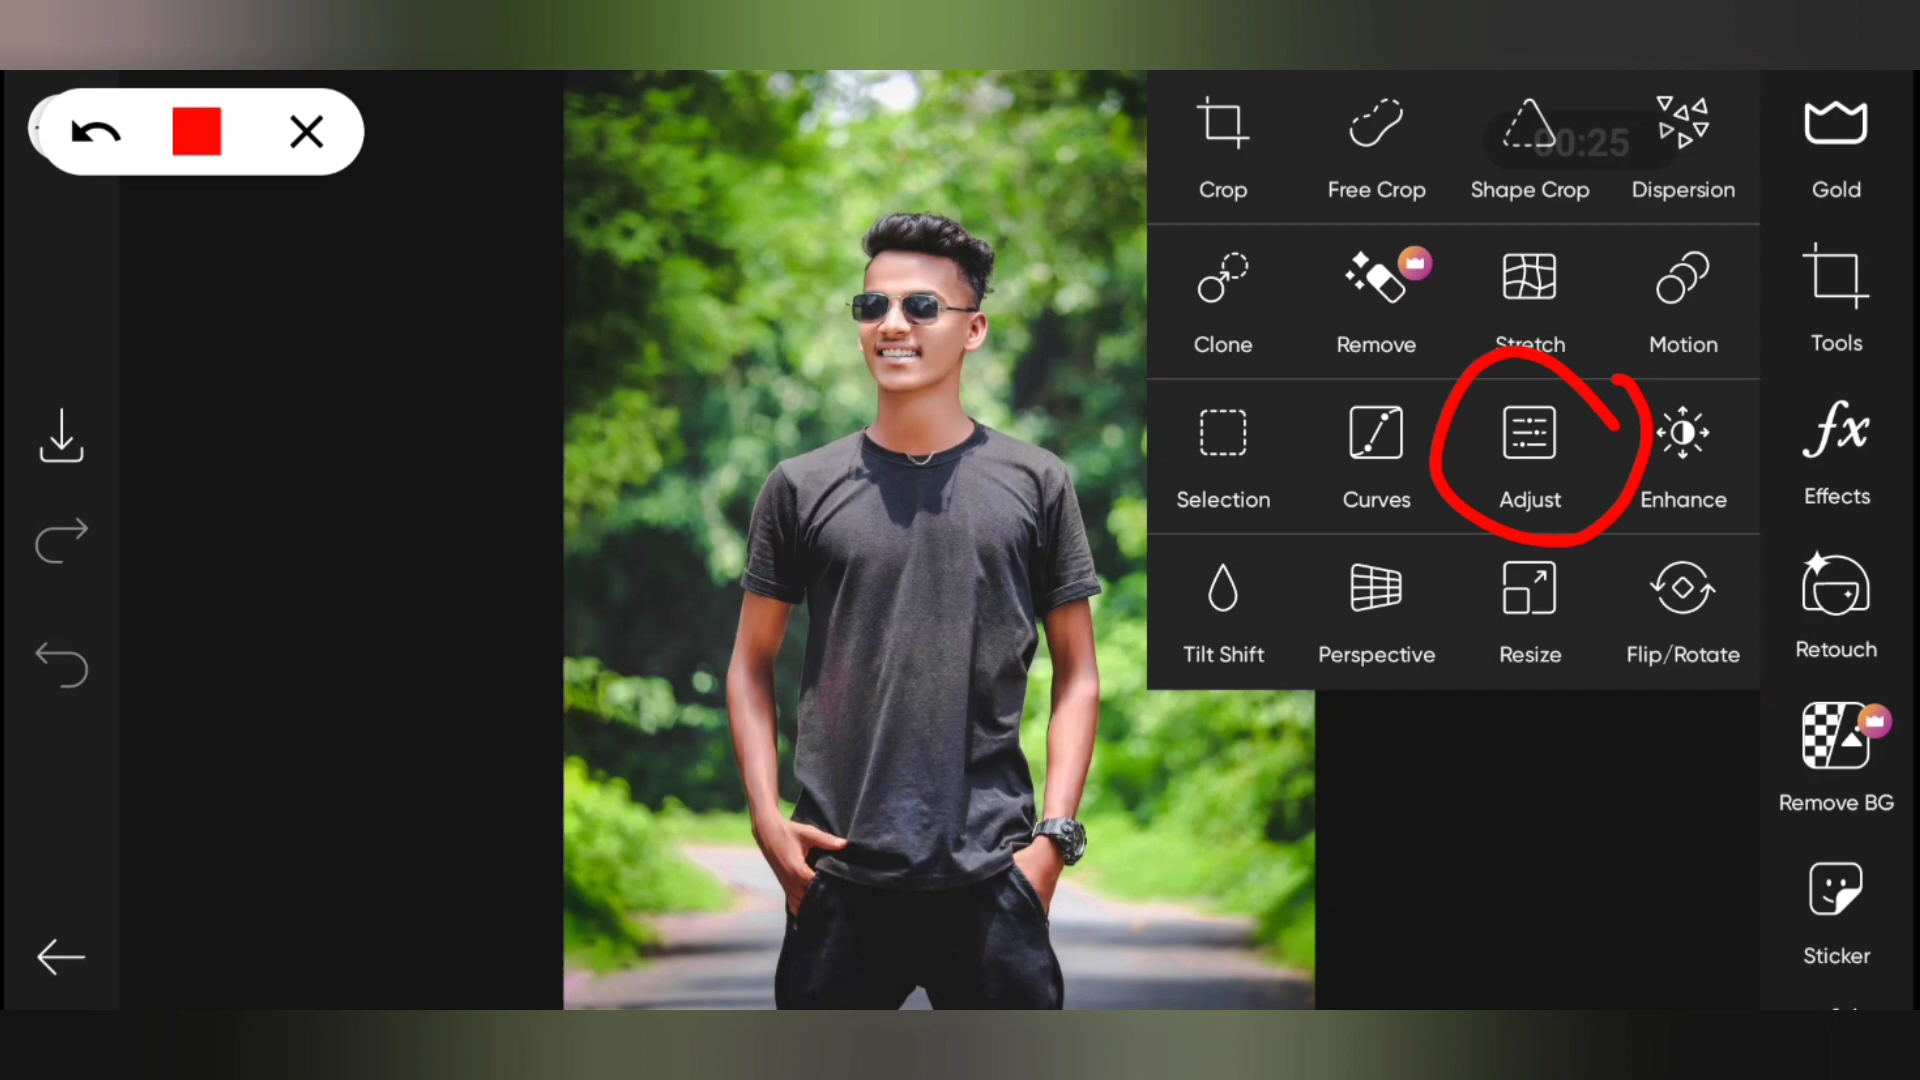 00:25
Crop
Free Crop
Shape Crop
Dispersion
Gold
Clone
Remove
Stretch
Motion
Tools
Selection
Curves
Adjust
Enhance
fx
Effects
Tilt Shift
Perspective
Resize
Flip/Rotate
Retouch
Remove BG
Sticker